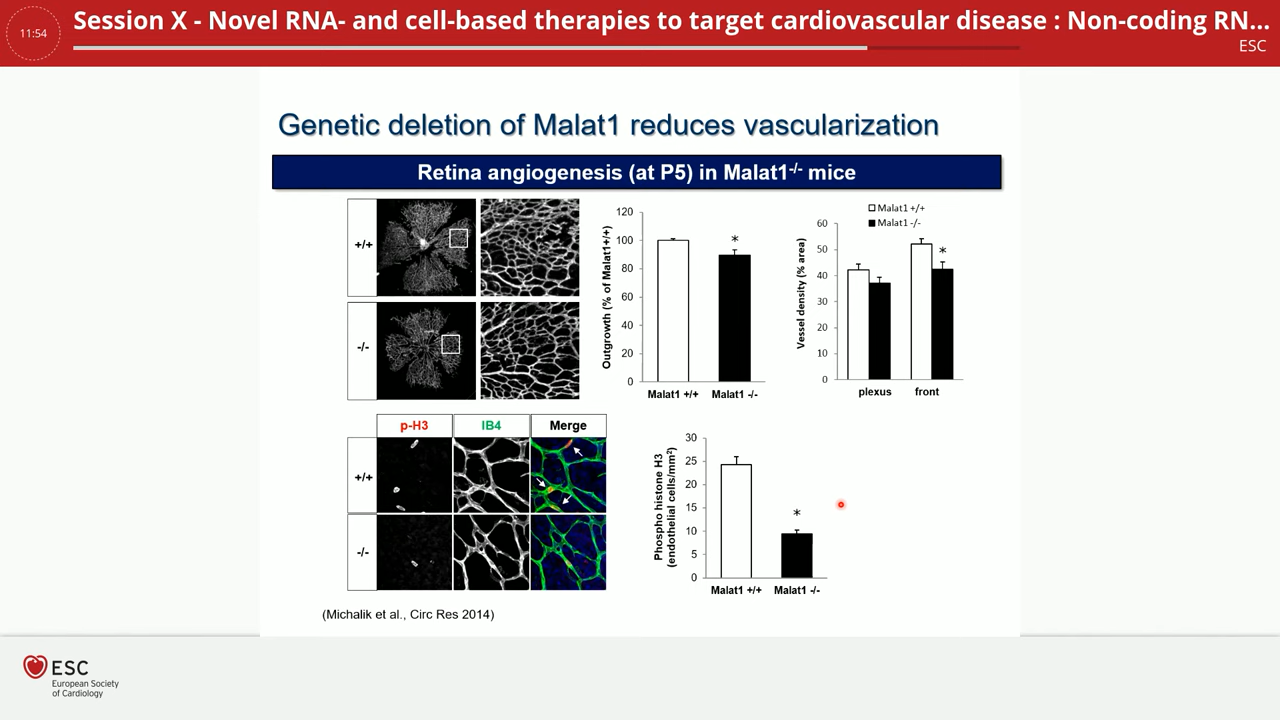 11:54
Session X - Novel RNA- and cell-based therapies to target cardiovascular disease : Non-coding RN...
ESC
Genetic deletion of Malat1 reduces vascularization
Retina angiogenesis (at P5) in Malat1-/- mice
+/+
-/-
Outgrowth (% of Malat1+/+)
120
100
80
60
40
20
0
*
Malat1 +/+ Malat1 -/-
Malat1 +/+
Malat1 -/-
Vessel density (% area)
60
50
40
30
20
10
0
*
plexus front
p-H3 IB4 Merge
+/+
-/-
Phospho histone H3
(endothelial cells/mm²)
30
25
20
15
10
5
0
*
Malat1 +/+ Malat1 -/-
(Michalik et al., Circ Res 2014)
ESC
European Society
of Cardiology